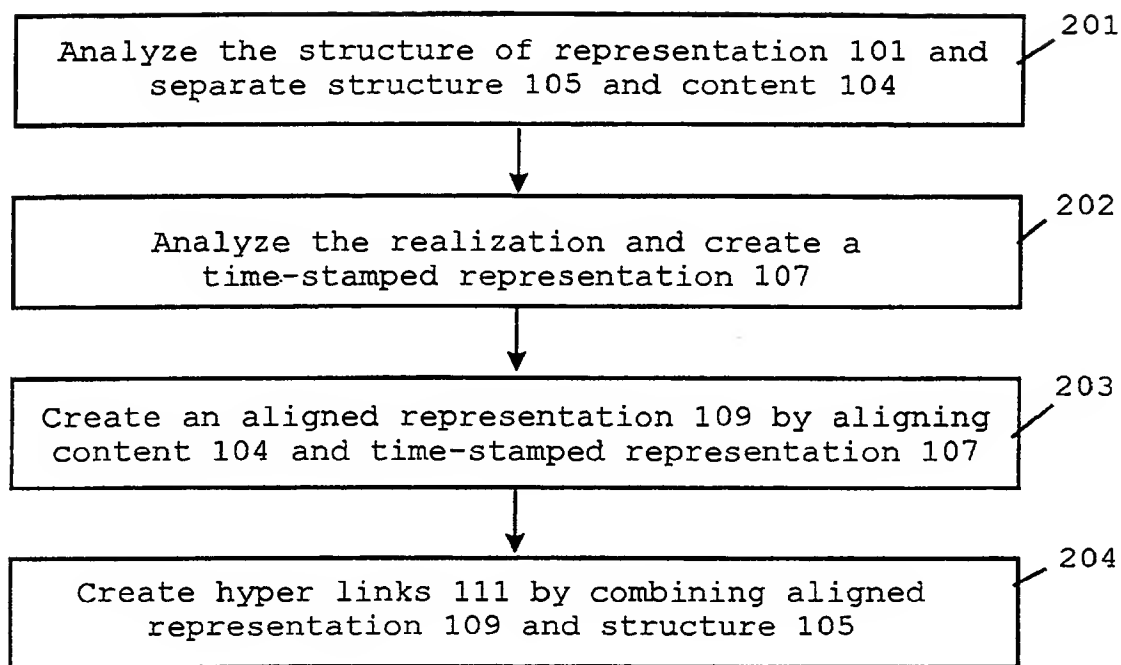 201
Analyze the structure of representation 101 and
separate structure 105 and content 104
202
Analyze the realization and create a
time-stamped representation 107
203
Create an aligned representation 109 by aligning
content 104 and time-stamped representation 107
204
Create hyper links 111 by combining aligned
representation 109 and structure 105